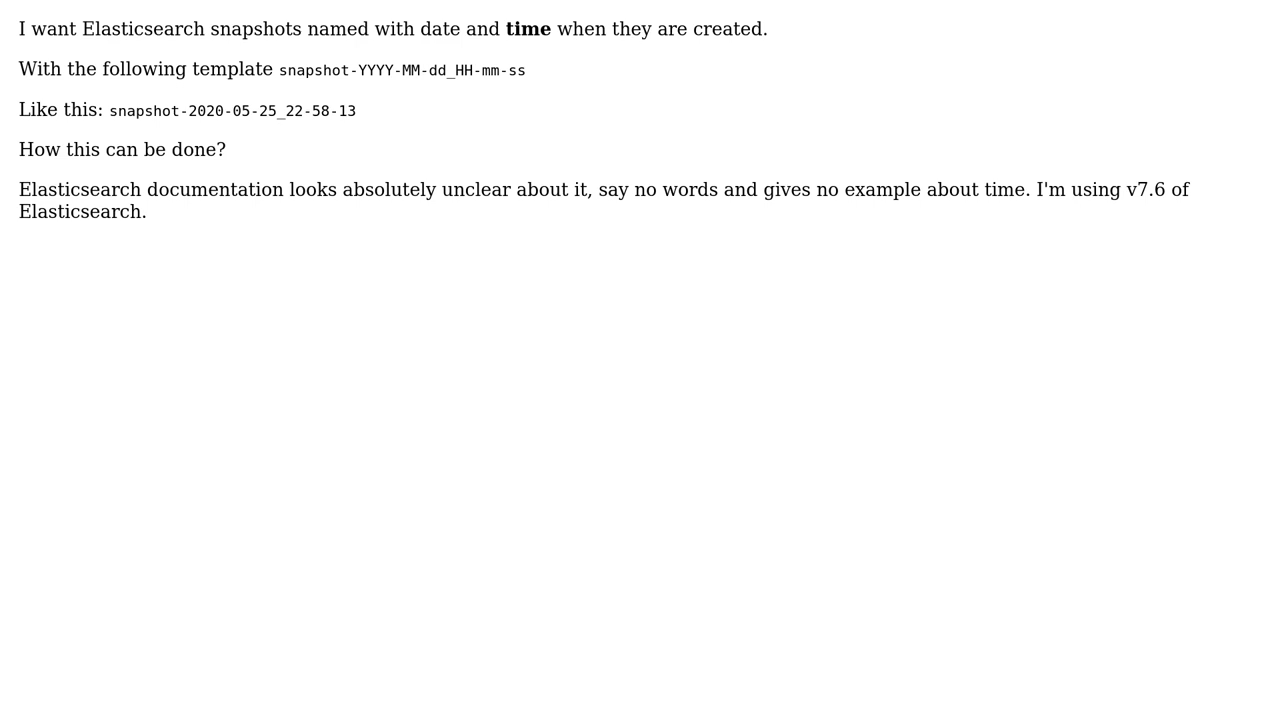 I want Elasticsearch snapshots named with date and time when they are created.
With the following template snapshot-YYYY-MM-dd_HH-mm-ss
Like this: snapshot-2020-05-25_22-58-13
How this can be done?
Elasticsearch documentation looks absolutely unclear about it, say no words and gives no example about time. I'm using v7.6 of
Elasticsearch.